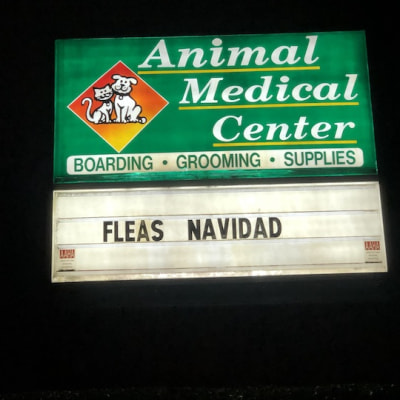 Animal
Medical
Center
BOARDING • GROOMING • SUPPLIES
FLEAS NAVIDAD